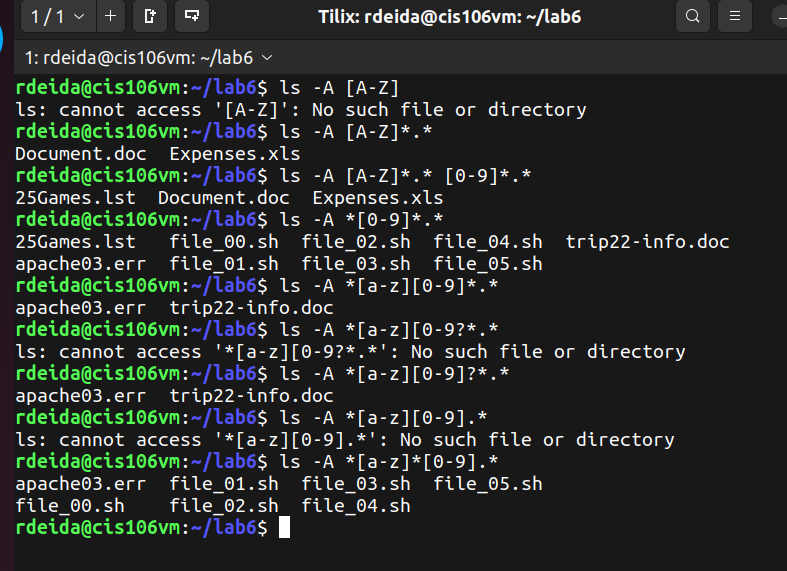 1 / 1
Tilix: rdeida@cis106vm: ~/lab6
1: rdeida@cis106vm: ~/lab6
rdeida@cis106vm:~/lab6$ ls -A [A-Z]
ls: cannot access '[A-Z]': No such file or directory
rdeida@cis106vm:~/lab6$ ls -A [A-Z]*.*
Document.doc  Expenses.xls
rdeida@cis106vm:~/lab6$ ls -A [A-Z]*.* [0-9]*.*
25Games.lst  Document.doc  Expenses.xls
rdeida@cis106vm:~/lab6$ ls -A *[0-9]*.*
25Games.lst   file_00.sh  file_02.sh  file_04.sh  trip22-info.doc
apache03.err  file_01.sh  file_03.sh  file_05.sh
rdeida@cis106vm:~/lab6$ ls -A *[a-z][0-9]*.*
apache03.err  trip22-info.doc
rdeida@cis106vm:~/lab6$ ls -A *[a-z][0-9?*.*
ls: cannot access '*[a-z][0-9?*.*': No such file or directory
rdeida@cis106vm:~/lab6$ ls -A *[a-z][0-9]?*.*
apache03.err  trip22-info.doc
rdeida@cis106vm:~/lab6$ ls -A *[a-z][0-9].*
ls: cannot access '*[a-z][0-9].*': No such file or directory
rdeida@cis106vm:~/lab6$ ls -A *[a-z]*[0-9].*
apache03.err  file_01.sh  file_03.sh  file_05.sh
file_00.sh    file_02.sh  file_04.sh
rdeida@cis106vm:~/lab6$